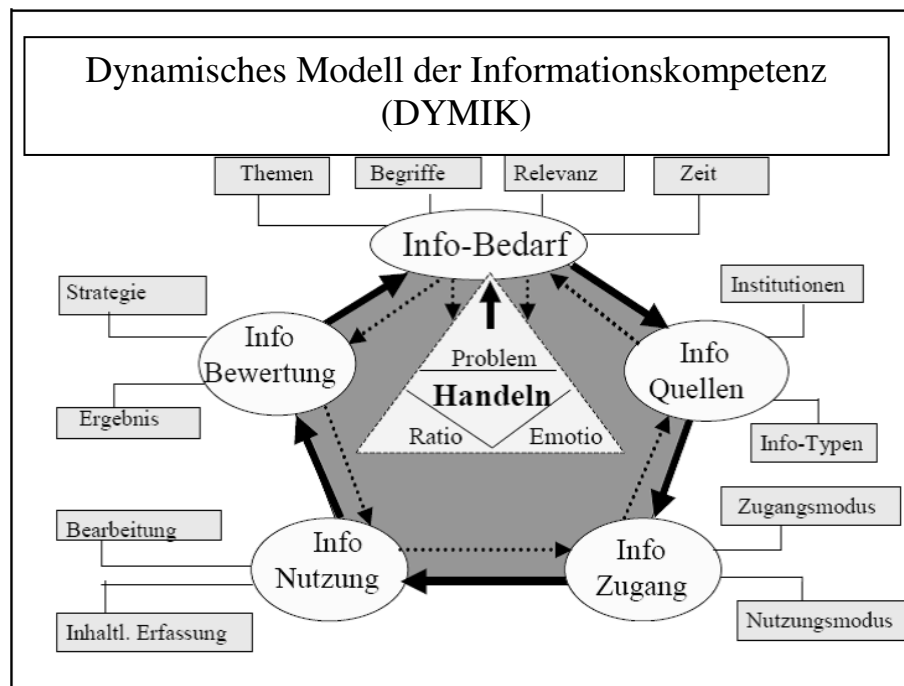 Dynamisches Modell der Informationskompetenz
(DYMIK)
Themen
Begriffe
Relevanz
Zeit
Info-Bedarf
Strategie
Institutionen
Info
Bewertung
Info
Quellen
Problem
Handeln
Ratio
Emotio
Ergebnis
Info-Typen
Zugangsmodus
Bearbeitung
Info
Nutzung
Info
Zugang
Inhaltl. Erfassung
Nutzungsmodus